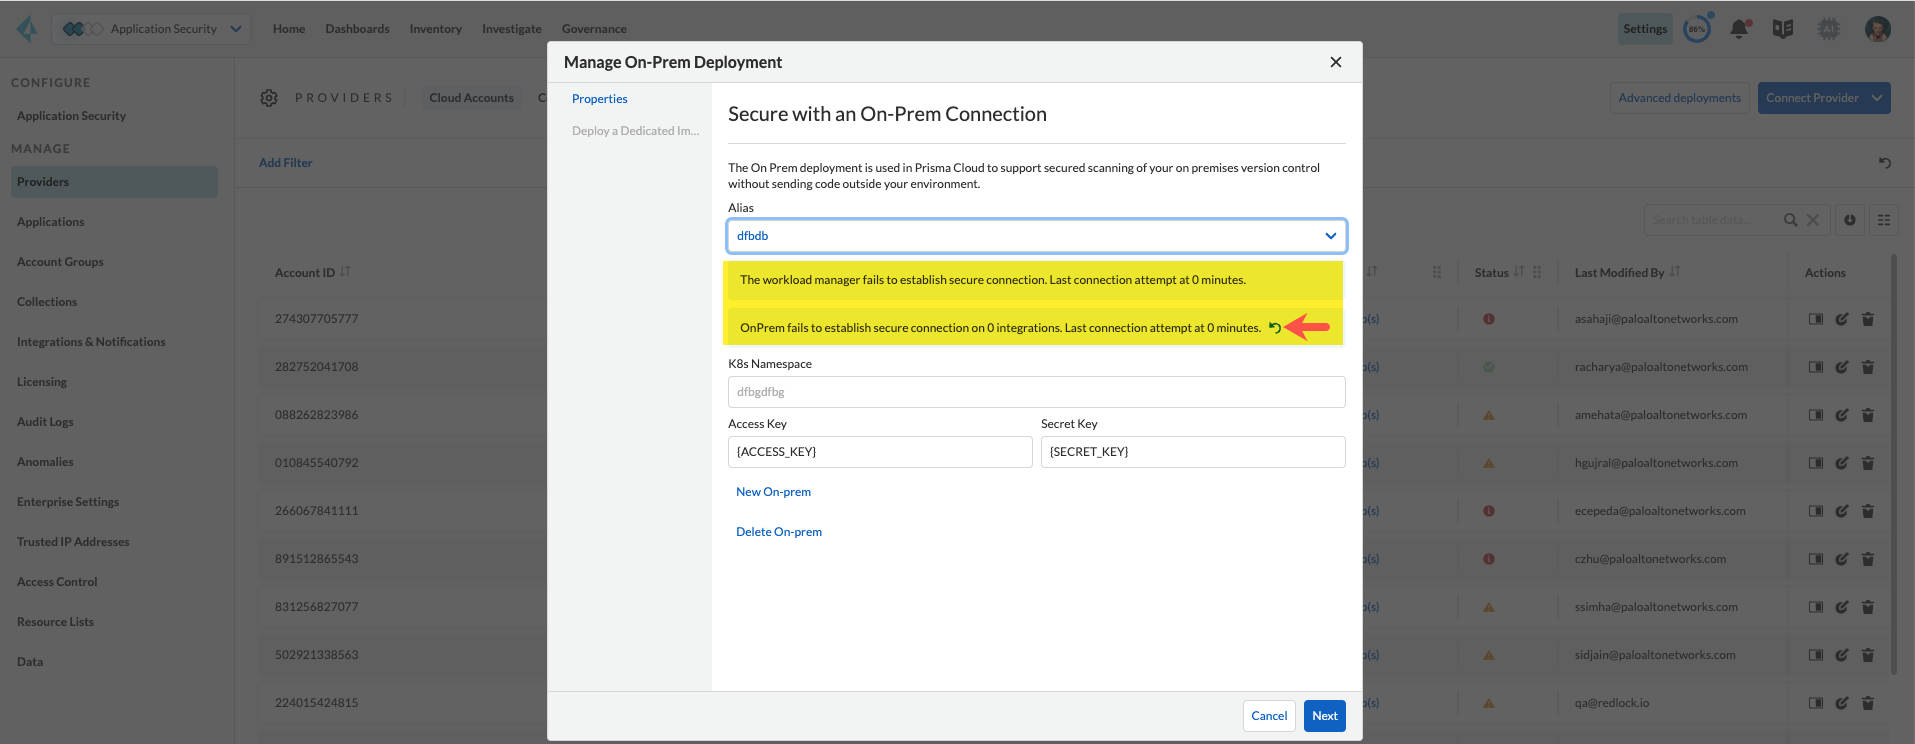 Application Security
Home
Dashboards
Inventory
Investigate
Governance
Settings
86%
AI
CONFIGURE
Application Security
MANAGE
Providers
Applications
Account Groups
Collections
Integrations & Notifications
Licensing
Audit Logs
Anomalies
Enterprise Settings
Trusted IP Addresses
Access Control
Resource Lists
Data
PROVIDERS
Cloud Accounts
Advanced deployments
Connect Provider
Add Filter
Search table data...
Account ID
Status
Last Modified By
Actions
274307705777
(s)
asahaji@paloaltonetworks.com
282752041708
(s)
racharya@paloaltonetworks.com
088262823986
(s)
amehata@paloaltonetworks.com
010845540792
(s)
hgujral@paloaltonetworks.com
266067841111
(s)
ecepeda@paloaltonetworks.com
891512865543
(s)
czhu@paloaltonetworks.com
831256827077
(s)
ssimha@paloaltonetworks.com
502921338563
(s)
sidjain@paloaltonetworks.com
224015424815
(s)
qa@redlock.io
Manage On-Prem Deployment
Properties
Deploy a Dedicated Im...
Secure with an On-Prem Connection
The On Prem deployment is used in Prisma Cloud to support secured scanning of your on premises version control
without sending code outside your environment.
Alias
dfbdb
The workload manager fails to establish secure connection. Last connection attempt at 0 minutes.
OnPrem fails to establish secure connection on 0 integrations. Last connection attempt at 0 minutes.
K8s Namespace
dfbgdfbg
Access Key
Secret Key
{ACCESS_KEY}
{SECRET_KEY}
New On-prem
Delete On-prem
Cancel
Next